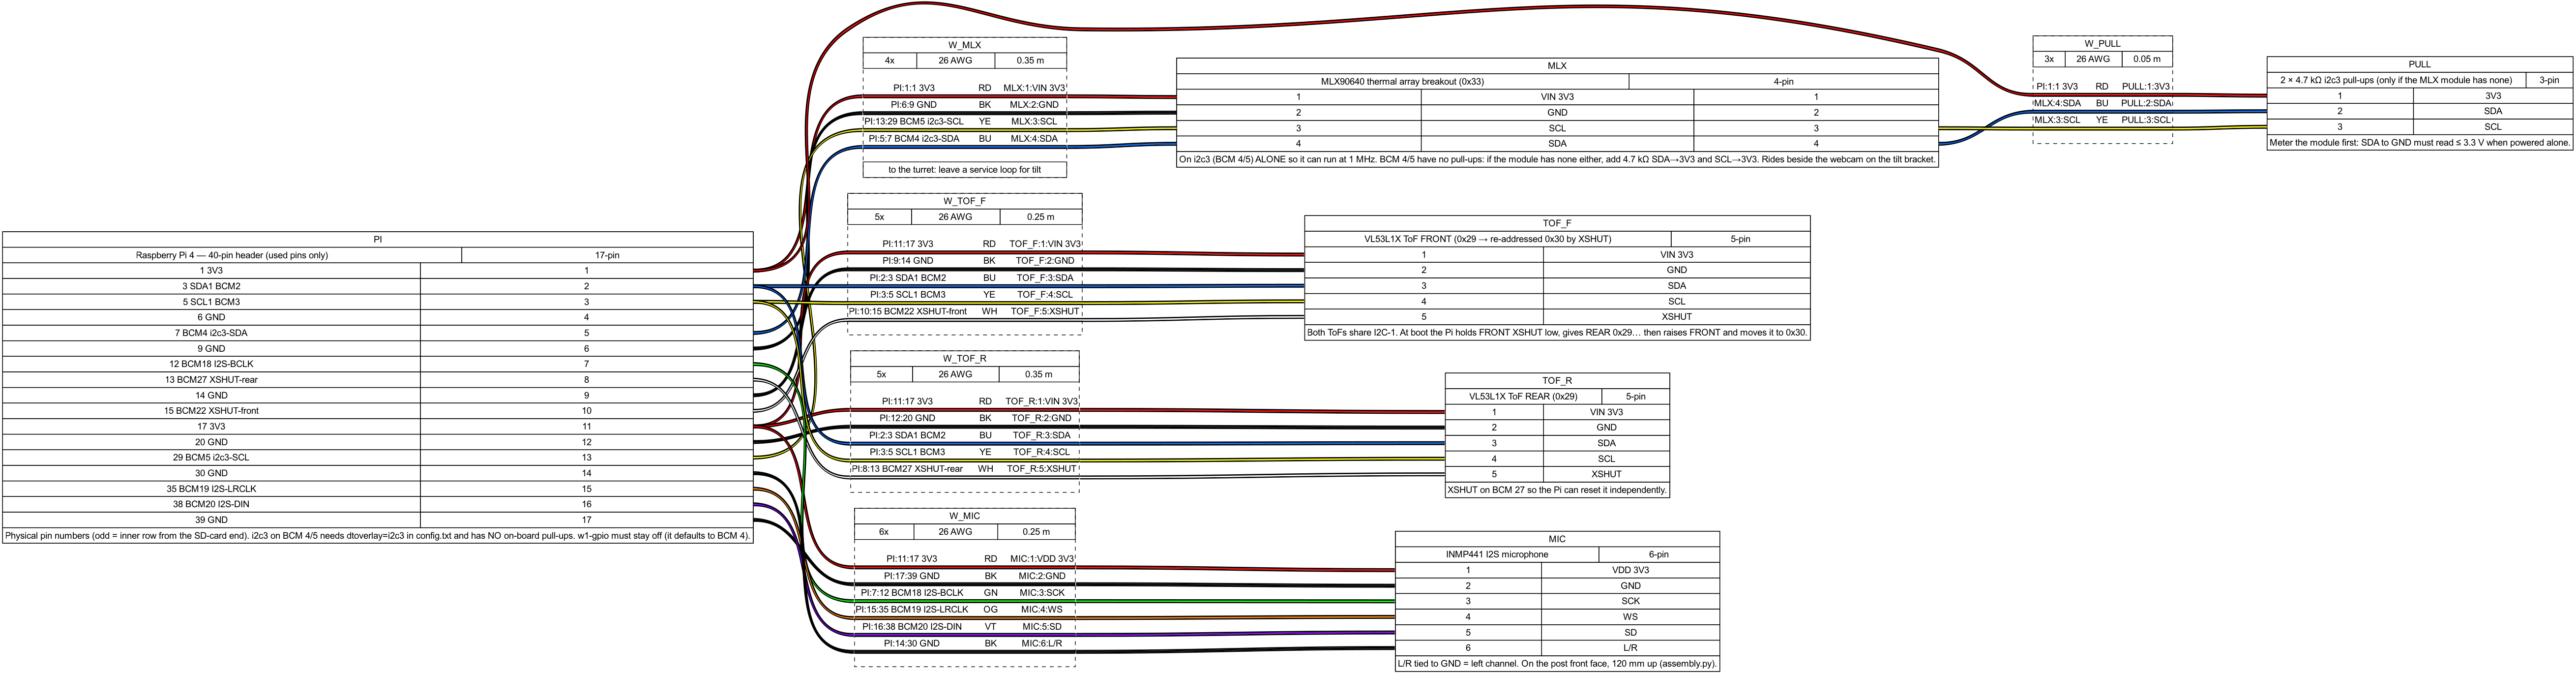 W_MLX
4x 26 AWG 0.35 m
PI:1:1 3V3 RD MLX:1:VIN 3V3
PI:6:9 GND BK MLX:2:GND
PI:13:29 BCM5 i2c3-SCL YE MLX:3:SCL
PI:5:7 BCM4 i2c3-SDA BU MLX:4:SDA
to the turret: leave a service loop for tilt
MLX
MLX90640 thermal array breakout (0x33) 4-pin
1 VIN 3V3 1
2 GND 2
3 SCL 3
4 SDA 4
On i2c3 (BCM 4/5) ALONE so it can run at 1 MHz. BCM 4/5 have no pull-ups: if the module has none either, add 4.7 kΩ SDA→3V3 and SCL→3V3. Rides beside the webcam on the tilt bracket.
W_PULL
3x 26 AWG 0.05 m
PI:1:1 3V3 RD PULL:1:3V3
MLX:4:SDA BU PULL:2:SDA
MLX:3:SCL YE PULL:3:SCL
PULL
2 × 4.7 kΩ i2c3 pull-ups (only if the MLX module has none) 3-pin
1 3V3
2 SDA
3 SCL
Meter the module first: SDA to GND must read ≤ 3.3 V when powered alone.
PI
Raspberry Pi 4 — 40-pin header (used pins only) 17-pin
1 3V3 1
3 SDA1 BCM2 2
5 SCL1 BCM3 3
6 GND 4
7 BCM4 i2c3-SDA 5
9 GND 6
12 BCM18 I2S-BCLK 7
13 BCM27 XSHUT-rear 8
14 GND 9
15 BCM22 XSHUT-front 10
17 3V3 11
20 GND 12
29 BCM5 i2c3-SCL 13
30 GND 14
35 BCM19 I2S-LRCLK 15
38 BCM20 I2S-DIN 16
39 GND 17
Physical pin numbers (odd = inner row from the SD-card end). i2c3 on BCM 4/5 needs dtoverlay=i2c3 in config.txt and has NO on-board pull-ups. w1-gpio must stay off (it defaults to BCM 4).
W_TOF_F
5x 26 AWG 0.25 m
PI:11:17 3V3 RD TOF_F:1:VIN 3V3
PI:9:14 GND BK TOF_F:2:GND
PI:2:3 SDA1 BCM2 BU TOF_F:3:SDA
PI:3:5 SCL1 BCM3 YE TOF_F:4:SCL
PI:10:15 BCM22 XSHUT-front WH TOF_F:5:XSHUT
TOF_F
VL53L1X ToF FRONT (0x29 → re-addressed 0x30 by XSHUT) 5-pin
1 VIN 3V3
2 GND
3 SDA
4 SCL
5 XSHUT
Both ToFs share I2C-1. At boot the Pi holds FRONT XSHUT low, gives REAR 0x29… then raises FRONT and moves it to 0x30.
W_TOF_R
5x 26 AWG 0.35 m
PI:11:17 3V3 RD TOF_R:1:VIN 3V3
PI:12:20 GND BK TOF_R:2:GND
PI:2:3 SDA1 BCM2 BU TOF_R:3:SDA
PI:3:5 SCL1 BCM3 YE TOF_R:4:SCL
PI:8:13 BCM27 XSHUT-rear WH TOF_R:5:XSHUT
TOF_R
VL53L1X ToF REAR (0x29) 5-pin
1 VIN 3V3
2 GND
3 SDA
4 SCL
5 XSHUT
XSHUT on BCM 27 so the Pi can reset it independently.
W_MIC
6x 26 AWG 0.25 m
PI:11:17 3V3 RD MIC:1:VDD 3V3
PI:17:39 GND BK MIC:2:GND
PI:7:12 BCM18 I2S-BCLK GN MIC:3:SCK
PI:15:35 BCM19 I2S-LRCLK OG MIC:4:WS
PI:16:38 BCM20 I2S-DIN VT MIC:5:SD
PI:14:30 GND BK MIC:6:L/R
MIC
INMP441 I2S microphone 6-pin
1 VDD 3V3
2 GND
3 SCK
4 WS
5 SD
6 L/R
L/R tied to GND = left channel. On the post front face, 120 mm up (assembly.py).